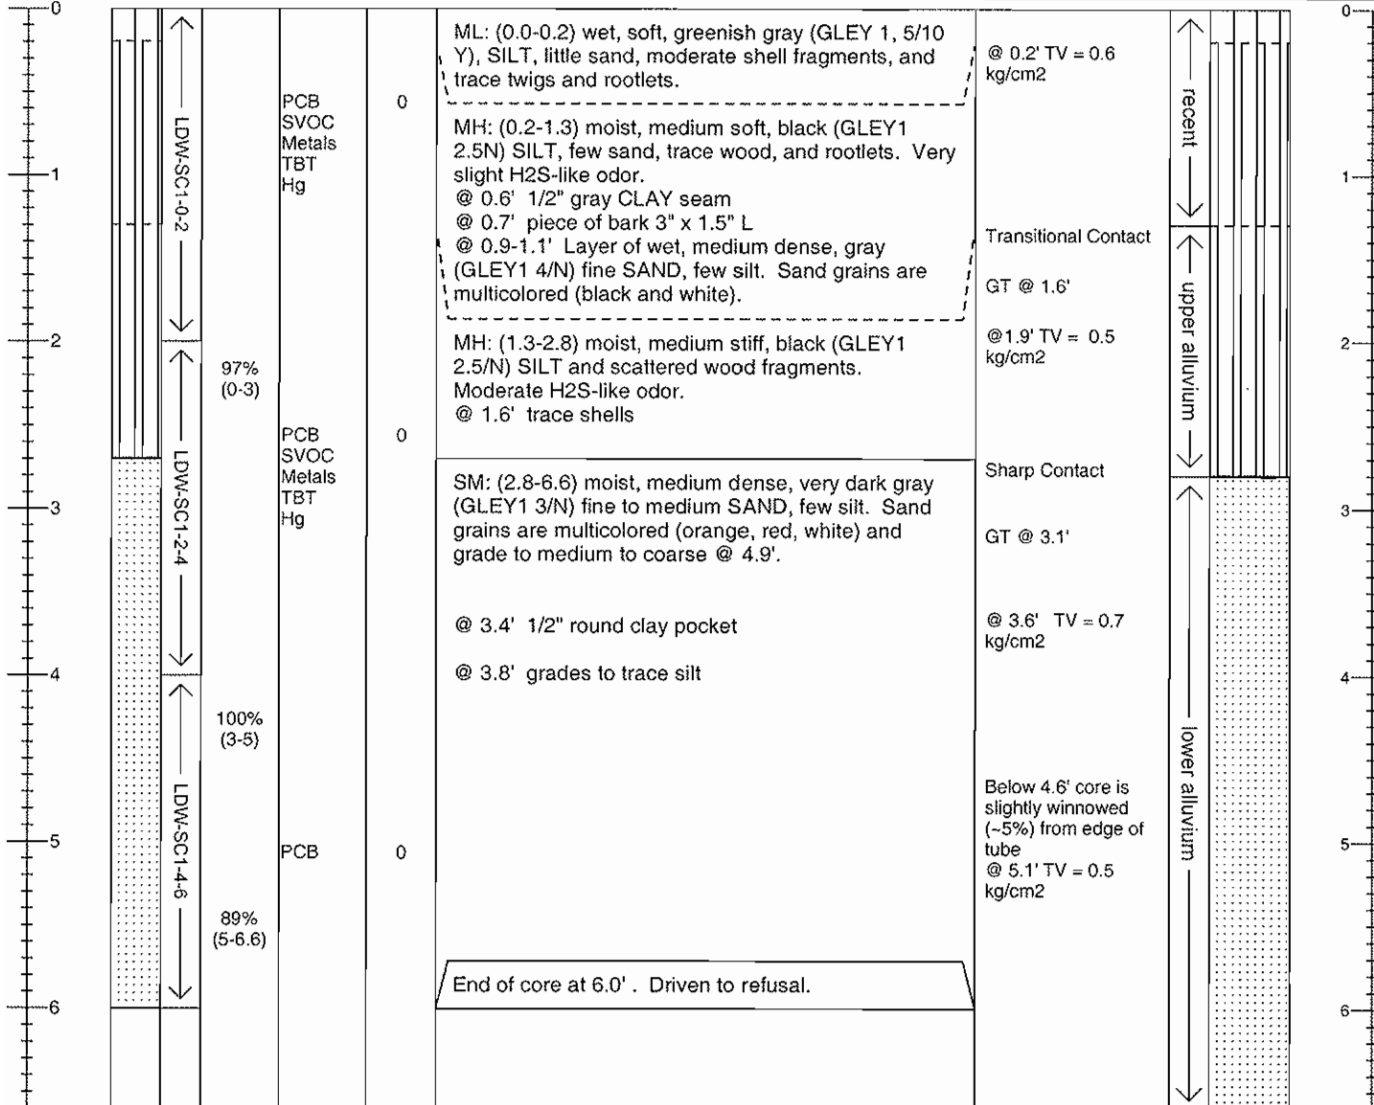 0
1
2
3
4
5
6
LDW-SC1-0-2
LDW-SC1-2-4
LDW-SC1-4-6
97%
(0-3)
100%
(3-5)
89%
(5-6.6)
PCB
SVOC
Metals
TBT
Hg
PCB
SVOC
Metals
TBT
Hg
PCB
0
0
0
ML: (0.0-0.2) wet, soft, greenish gray (GLEY 1, 5/10
Y), SILT, little sand, moderate shell fragments, and
trace twigs and rootlets.
MH: (0.2-1.3) moist, medium soft, black (GLEY1
2.5N) SILT, few sand, trace wood, and rootlets. Very
slight H2S-like odor.
@ 0.6' 1/2" gray CLAY seam
@ 0.7' piece of bark 3" x 1.5" L
@ 0.9-1.1' Layer of wet, medium dense, gray
(GLEY1 4/N) fine SAND, few silt. Sand grains are
multicolored (black and white).
MH: (1.3-2.8) moist, medium stiff, black (GLEY1
2.5/N) SILT and scattered wood fragments.
Moderate H2S-like odor.
@ 1.6' trace shells
SM: (2.8-6.6) moist, medium dense, very dark gray
(GLEY1 3/N) fine to medium SAND, few silt. Sand
grains are multicolored (orange, red, white) and
grade to medium to coarse @ 4.9'.
@ 3.4' 1/2" round clay pocket
@ 3.8' grades to trace silt
End of core at 6.0' . Driven to refusal.
@ 0.2' TV = 0.6
kg/cm2
Transitional Contact
GT @ 1.6'
@1.9' TV = 0.5
kg/cm2
Sharp Contact
GT @ 3.1'
@ 3.6' TV = 0.7
kg/cm2
Below 4.6' core is
slightly winnowed
(~5%) from edge of
tube
@ 5.1' TV = 0.5
kg/cm2
recent
upper alluvium
lower alluvium
0
1
2
3
4
5
6